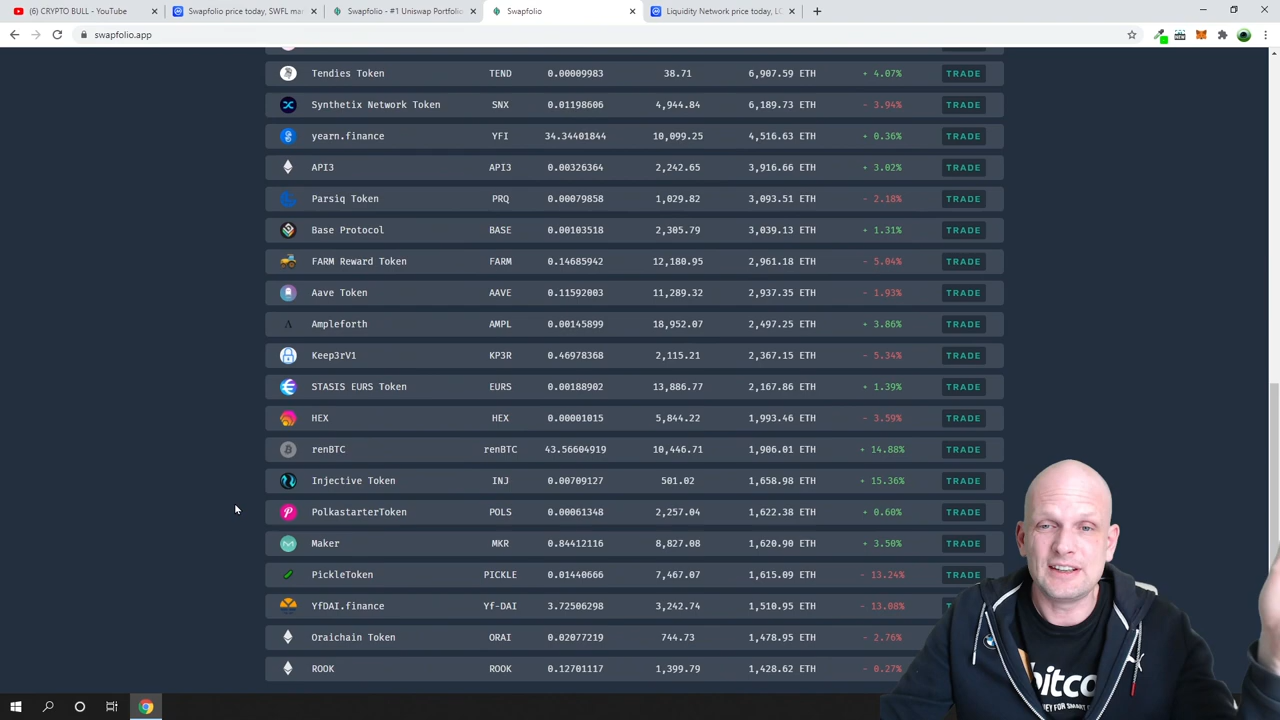 (6) CRYPTO BULL - YouTube
Swapfolio price today, SWFL mar
Swapfolio - #1 Uniswap Portfolio
Swapfolio
Liquidity Network price today, LQ
swapfolio.app
Tendies Token TEND 0.00009983 38.71 6,907.59 ETH + 4.07% TRADE
Synthetix Network Token SNX 0.01198606 4,944.84 6,189.73 ETH - 3.94% TRADE
yearn.finance YFI 34.34401844 10,099.25 4,516.63 ETH + 0.36% TRADE
API3 API3 0.00326364 2,242.65 3,916.66 ETH + 3.02% TRADE
Parsiq Token PRQ 0.00079858 1,029.82 3,093.51 ETH - 2.18% TRADE
Base Protocol BASE 0.00103518 2,305.79 3,039.13 ETH + 1.31% TRADE
FARM Reward Token FARM 0.14685942 12,180.95 2,961.18 ETH - 5.04% TRADE
Aave Token AAVE 0.11592003 11,289.32 2,937.35 ETH - 1.93% TRADE
Ampleforth AMPL 0.00145899 18,952.07 2,497.25 ETH + 3.86% TRADE
Keep3rV1 KP3R 0.46978368 2,115.21 2,367.15 ETH - 5.34% TRADE
STASIS EURS Token EURS 0.00188902 13,886.77 2,167.86 ETH + 1.39% TRADE
HEX HEX 0.00001015 5,844.22 1,993.46 ETH - 3.59% TRADE
renBTC renBTC 43.56604919 10,446.71 1,906.01 ETH + 14.88% TRADE
Injective Token INJ 0.00709127 501.02 1,658.98 ETH + 15.36% TRADE
PolkastarterToken POLS 0.00061348 2,257.04 1,622.38 ETH + 0.60% TRADE
Maker MKR 0.84412116 8,827.08 1,620.90 ETH + 3.50% TRADE
PickleToken PICKLE 0.01440666 7,467.07 1,615.09 ETH - 13.24% TRADE
YfDAI.finance Yf-DAI 3.72506298 3,242.74 1,510.95 ETH - 13.08%
Oraichain Token ORAI 0.02077219 744.73 1,478.95 ETH - 2.76%
ROOK ROOK 0.12701117 1,399.79 1,428.62 ETH - 0.27%
bitco